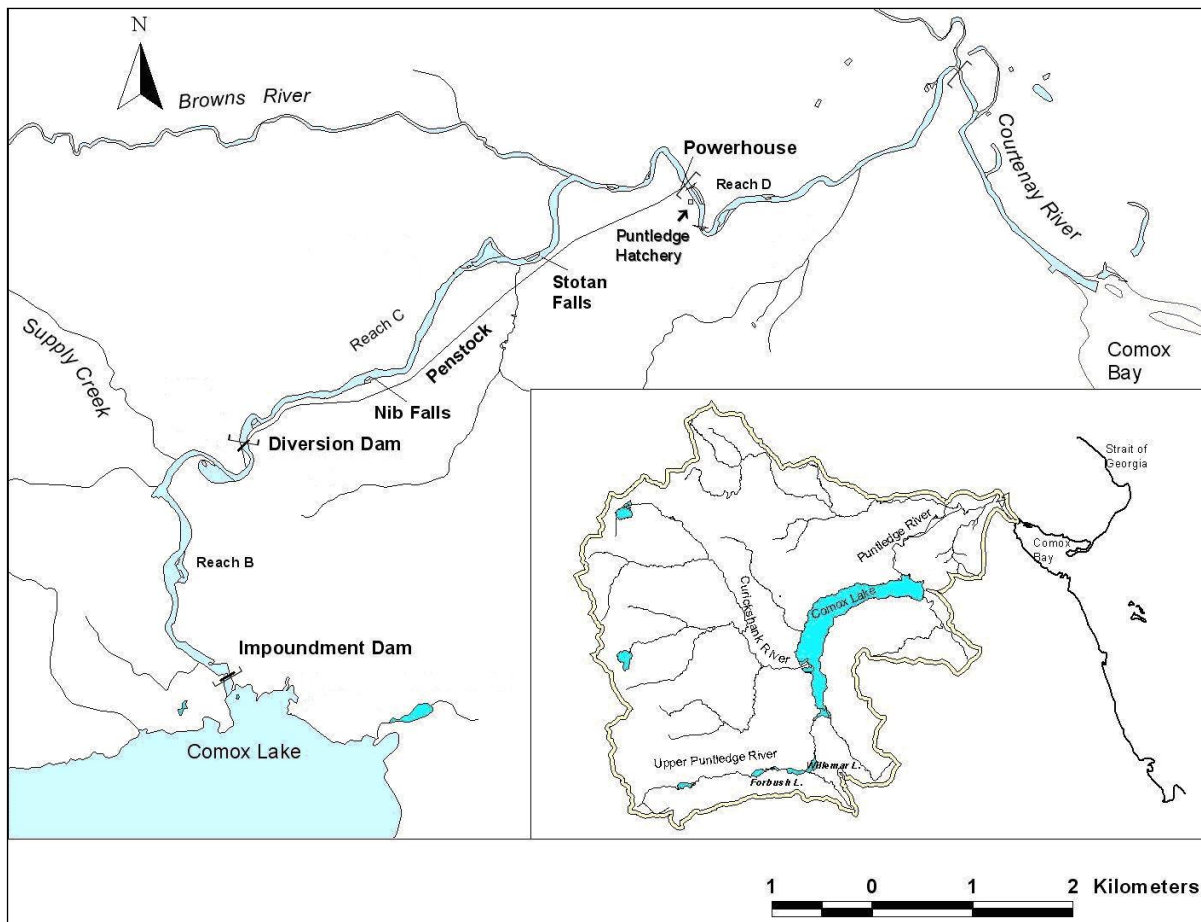 N
Browns River
Powerhouse
Reach D
Courtenay River
Puntledge
Hatchery
Stotan
Falls
Reach C
Penstock
Supply Creek
Comox
Bay
Nib Falls
Diversion Dam
Reach B
Impoundment Dam
Comox Lake
Strait of
Georgia
Puntledge River
Comox
Bay
Curickshank River
Comox Lake
Upper Puntledge River
Willemar L.
Forbush L.
1 0 1 2 Kilometers